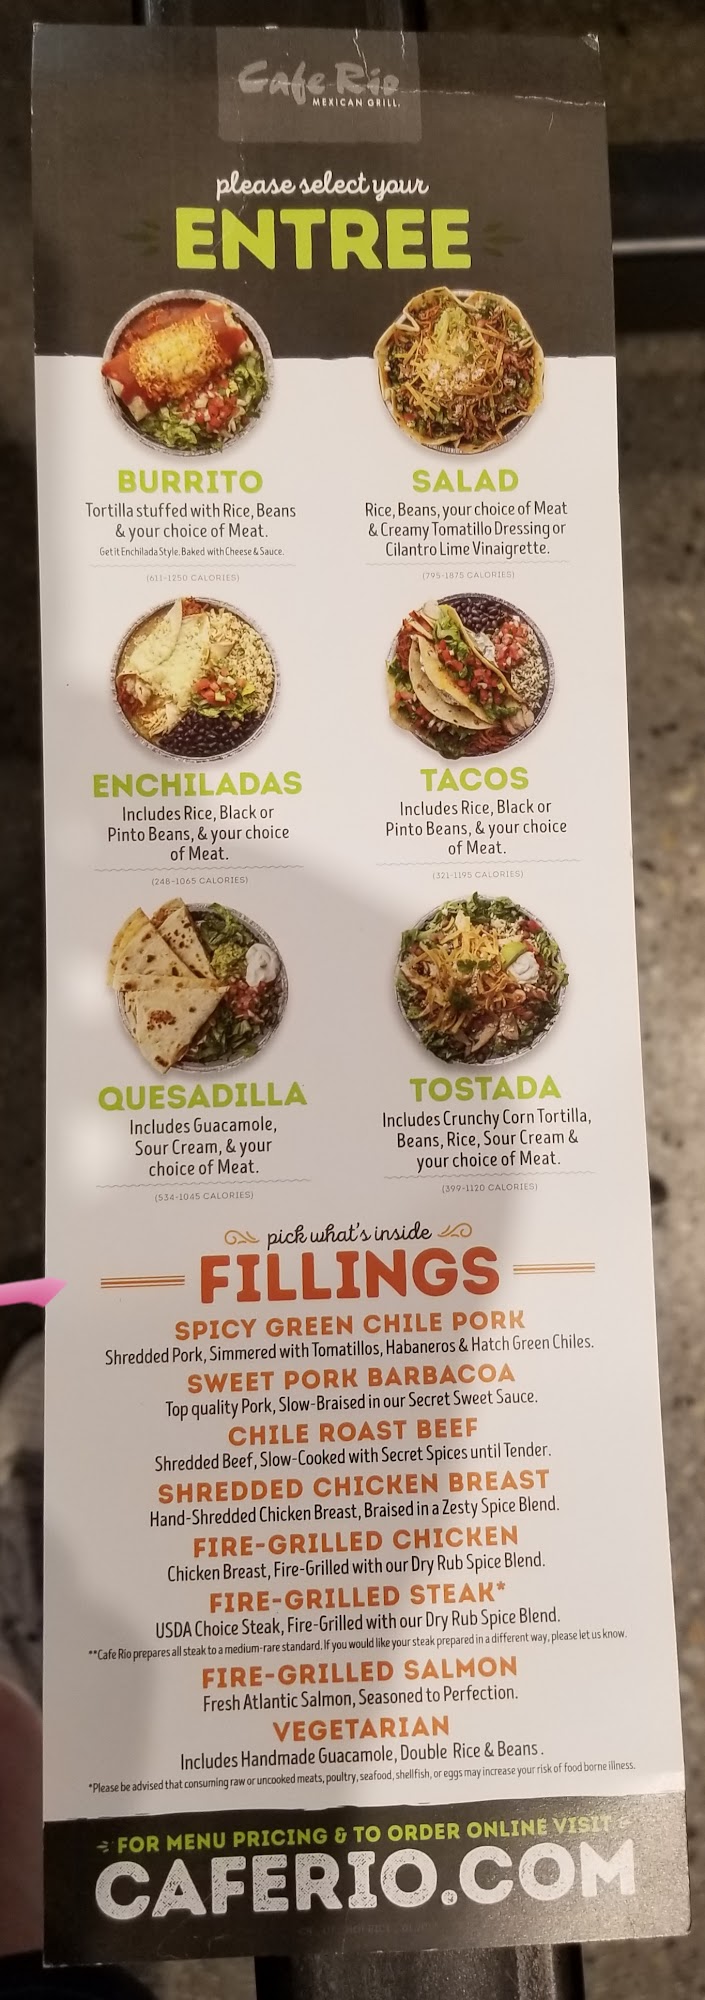 Cafe Rio
MEXICAN GRILL.
please select your
ENTREE
BURRITO
Tortilla stuffed with Rice, Beans
& your choice of Meat.
Get it Enchilada Style. Baked with Cheese & Sauce.
(611-1250 CALORIES)
SALAD
Rice, Beans, your choice of Meat
& Creamy Tomatillo Dressing or
Cilantro Lime Vinaigrette.
(795-1875 CALORIES)
ENCHILADAS
Includes Rice, Black or
Pinto Beans, & your choice
of Meat.
(248-1065 CALORIES)
TACOS
Includes Rice, Black or
Pinto Beans, & your choice
of Meat.
(321-1195 CALORIES)
QUESADILLA
Includes Guacamole,
Sour Cream, & your
choice of Meat.
(534-1045 CALORIES)
TOSTADA
Includes Crunchy Corn Tortilla,
Beans, Rice, Sour Cream &
your choice of Meat.
(399-1120 CALORIES)
pick what's inside
FILLINGS
SPICY GREEN CHILE PORK
Shredded Pork, Simmered with Tomatillos, Habaneros & Hatch Green Chiles.
SWEET PORK BARBACOA
Top quality Pork, Slow-Braised in our Secret Sweet Sauce.
CHILE ROAST BEEF
Shredded Beef, Slow-Cooked with Secret Spices until Tender.
SHREDDED CHICKEN BREAST
Hand-Shredded Chicken Breast, Braised in a Zesty Spice Blend.
FIRE-GRILLED CHICKEN
Chicken Breast, Fire-Grilled with our Dry Rub Spice Blend.
FIRE-GRILLED STEAK*
USDA Choice Steak, Fire-Grilled with our Dry Rub Spice Blend.
**Cafe Rio prepares all steak to a medium-rare standard. If you would like your steak prepared in a different way, please let us know.
FIRE-GRILLED SALMON
Fresh Atlantic Salmon, Seasoned to Perfection.
VEGETARIAN
Includes Handmade Guacamole, Double Rice & Beans.
*Please be advised that consuming raw or uncooked meats, poultry, seafood, shellfish, or eggs may increase your risk of food borne illness.
FOR MENU PRICING & TO ORDER ONLINE VISIT
CAFERIO.COM